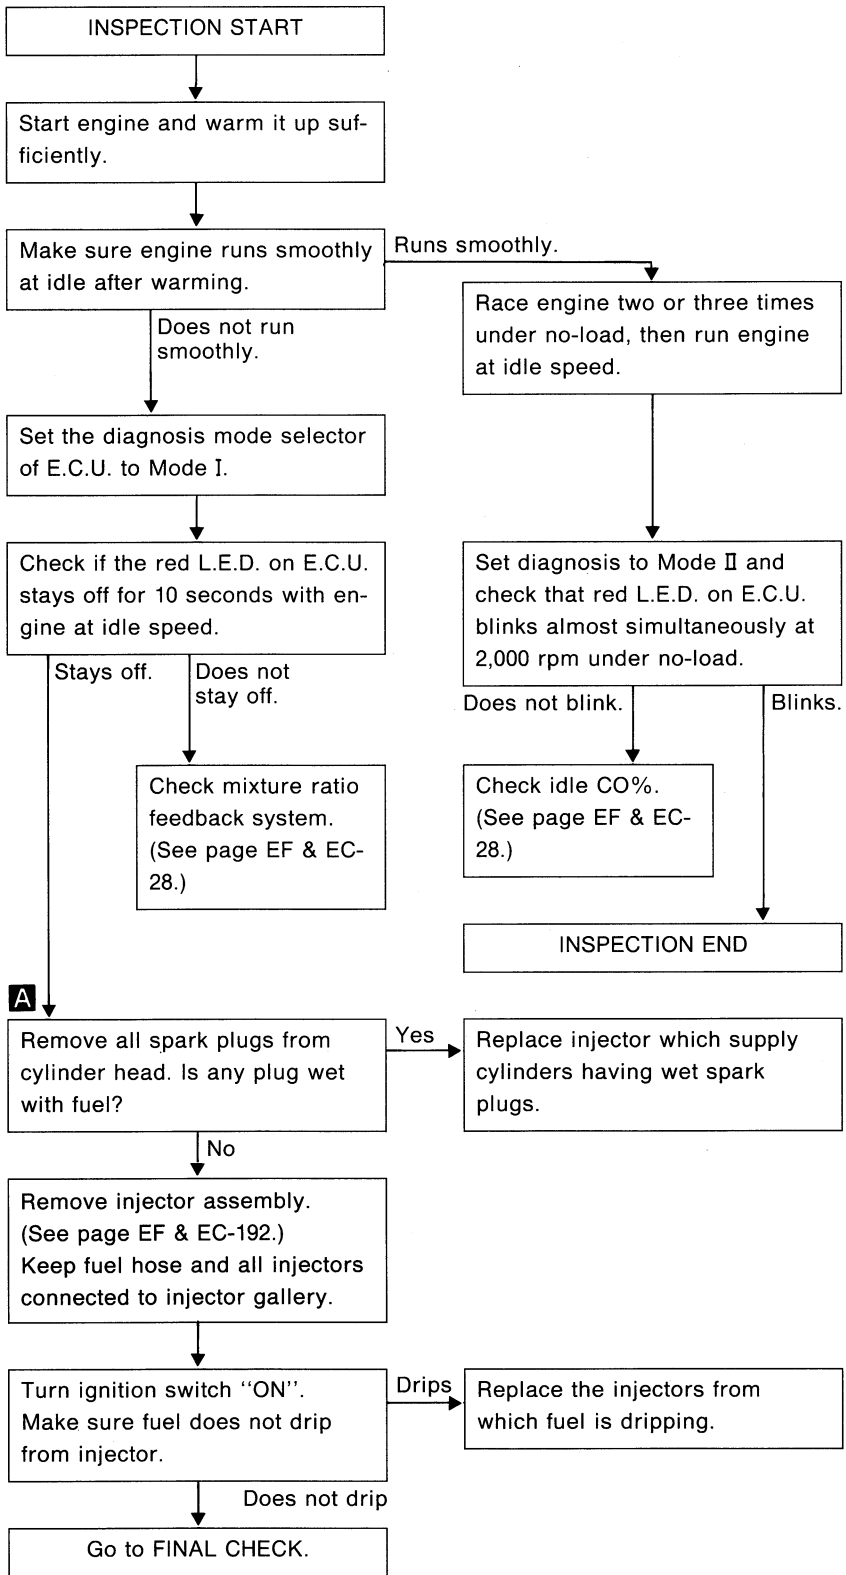 INSPECTION START
Start engine and warm it up suf-
ficiently.
Make sure engine runs smoothly
at idle after warming.
Runs smoothly.
Does not run
smoothly.
Race engine two or three times
under no-load, then run engine
at idle speed.
Set the diagnosis mode selector
of E.C.U. to Mode I.
Check if the red L.E.D. on E.C.U.
stays off for 10 seconds with en-
gine at idle speed.
Set diagnosis to Mode II and
check that red L.E.D. on E.C.U.
blinks almost simultaneously at
2,000 rpm under no-load.
Stays off.
Does not
stay off.
Does not blink.
Blinks.
Check mixture ratio
feedback system.
(See page EF & EC-
28.)
Check idle CO%.
(See page EF & EC-
28.)
INSPECTION END
A
Remove all spark plugs from
cylinder head. Is any plug wet
with fuel?
Yes
Replace injector which supply
cylinders having wet spark
plugs.
No
Remove injector assembly.
(See page EF & EC-192.)
Keep fuel hose and all injectors
connected to injector gallery.
Turn ignition switch “ON”.
Make sure fuel does not drip
from injector.
Drips
Replace the injectors from
which fuel is dripping.
Does not drip
Go to FINAL CHECK.